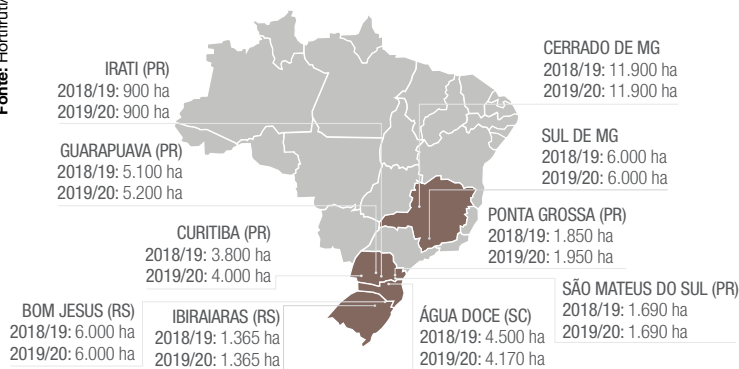 Fonte: Hortifruti/
IRATI (PR)
2018/19: 900 ha
2019/20: 900 ha
GUARAPUAVA (PR)
2018/19: 5.100 ha
2019/20: 5.200 ha
CURITIBA (PR)
2018/19: 3.800 ha
2019/20: 4.000 ha
BOM JESUS (RS)
2018/19: 6.000 ha
2019/20: 6.000 ha
IBIRAIARAS (RS)
2018/19: 1.365 ha
2019/20: 1.365 ha
CERRADO DE MG
2018/19: 11.900 ha
2019/20: 11.900 ha
SUL DE MG
2018/19: 6.000 ha
2019/20: 6.000 ha
PONTA GROSSA (PR)
2018/19: 1.850 ha
2019/20: 1.950 ha
SÃO MATEUS DO SUL (PR)
2018/19: 1.690 ha
2019/20: 1.690 ha
ÁGUA DOCE (SC)
2018/19: 4.500 ha
2019/20: 4.170 ha